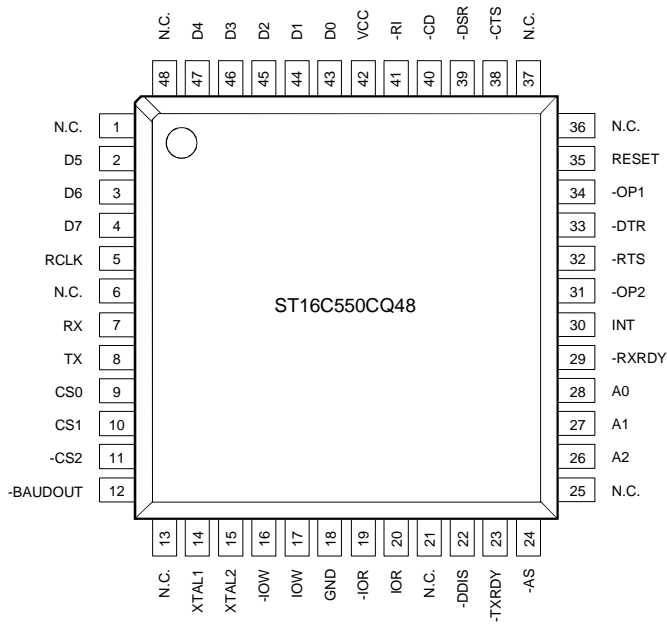 N.C. D4 D3 D2 D1 D0 VCC -RI -CD -DSR -CTS N.C.
48 47 46 45 44 43 42 41 40 39 38 37
N.C. 1 36 N.C.
D5 2 35 RESET
D6 3 34 -OP1
D7 4 33 -DTR
RCLK 5 32 -RTS
N.C. 6 31 -OP2
ST16C550CQ48
RX 7 30 INT
TX 8 29 -RXRDY
CS0 9 28 A0
CS1 10 27 A1
-CS2 11 26 A2
-BAUDOUT 12 25 N.C.
13 14 15 16 17 18 19 20 21 22 23 24
N.C. XTAL1 XTAL2 -IOW IOW GND -IOR IOR N.C. -DDIS -TXRDY -AS